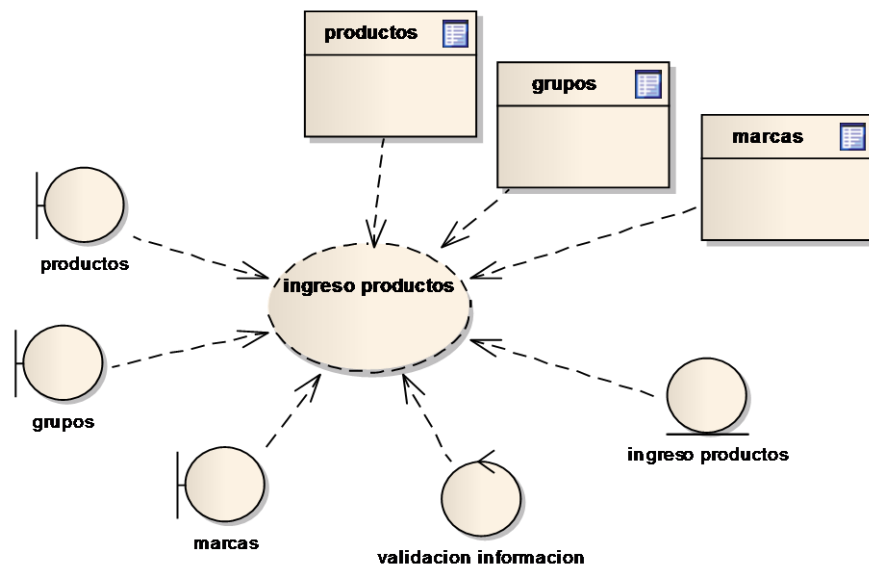 productos
grupos
marcas
productos
ingreso productos
grupos
marcas
validacion informacion
ingreso productos